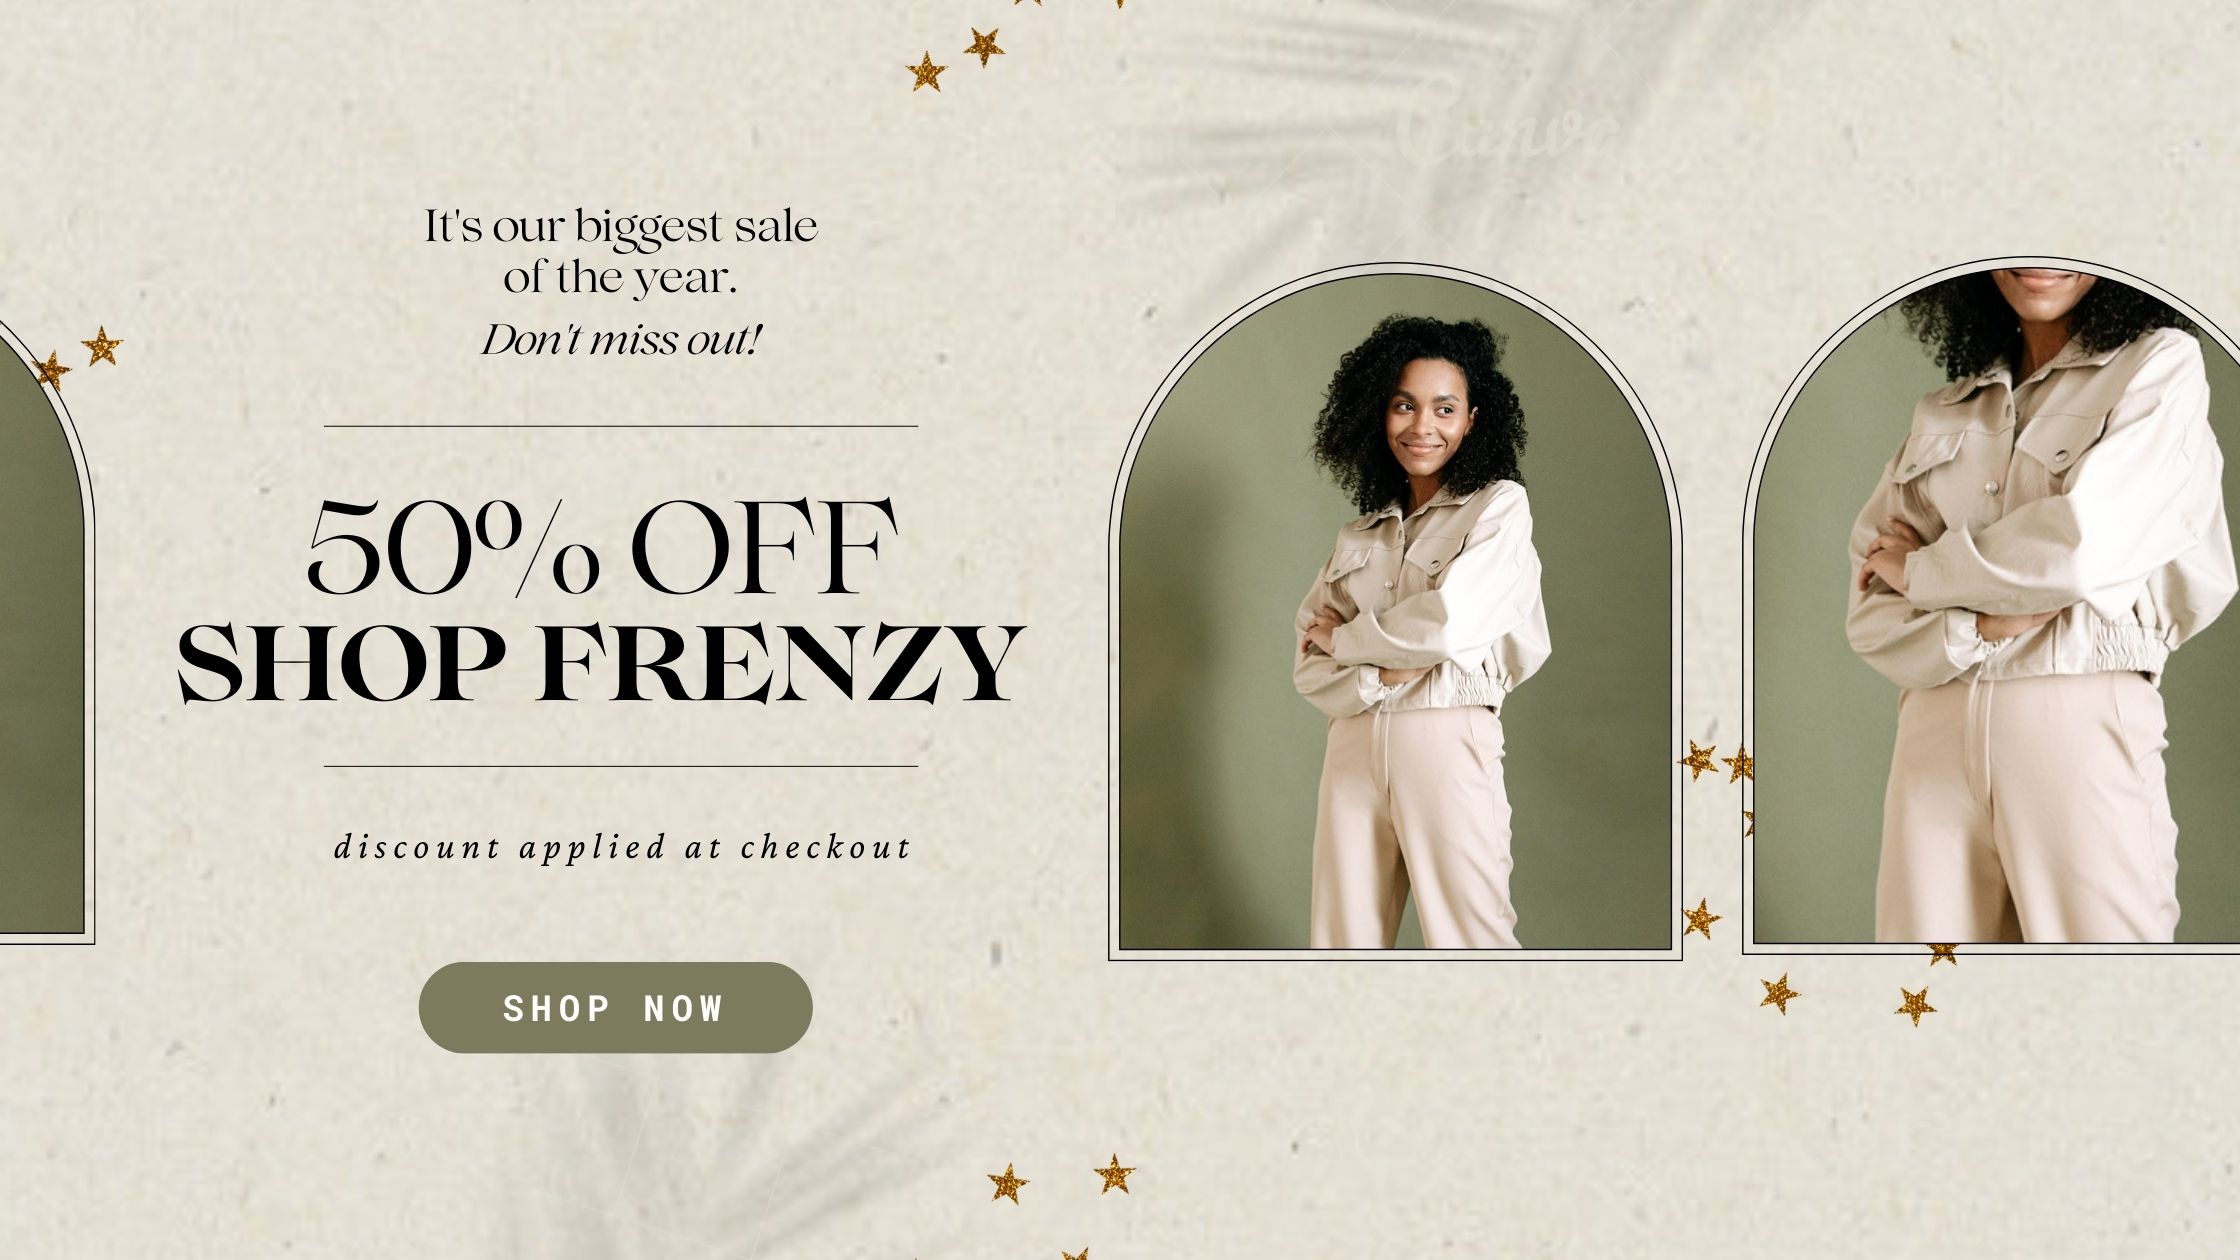 It's our biggest sale
of the year.
Don't miss out!
50% OFF
SHOP FRENZY
discount applied at checkout
SHOP NOW
Canva